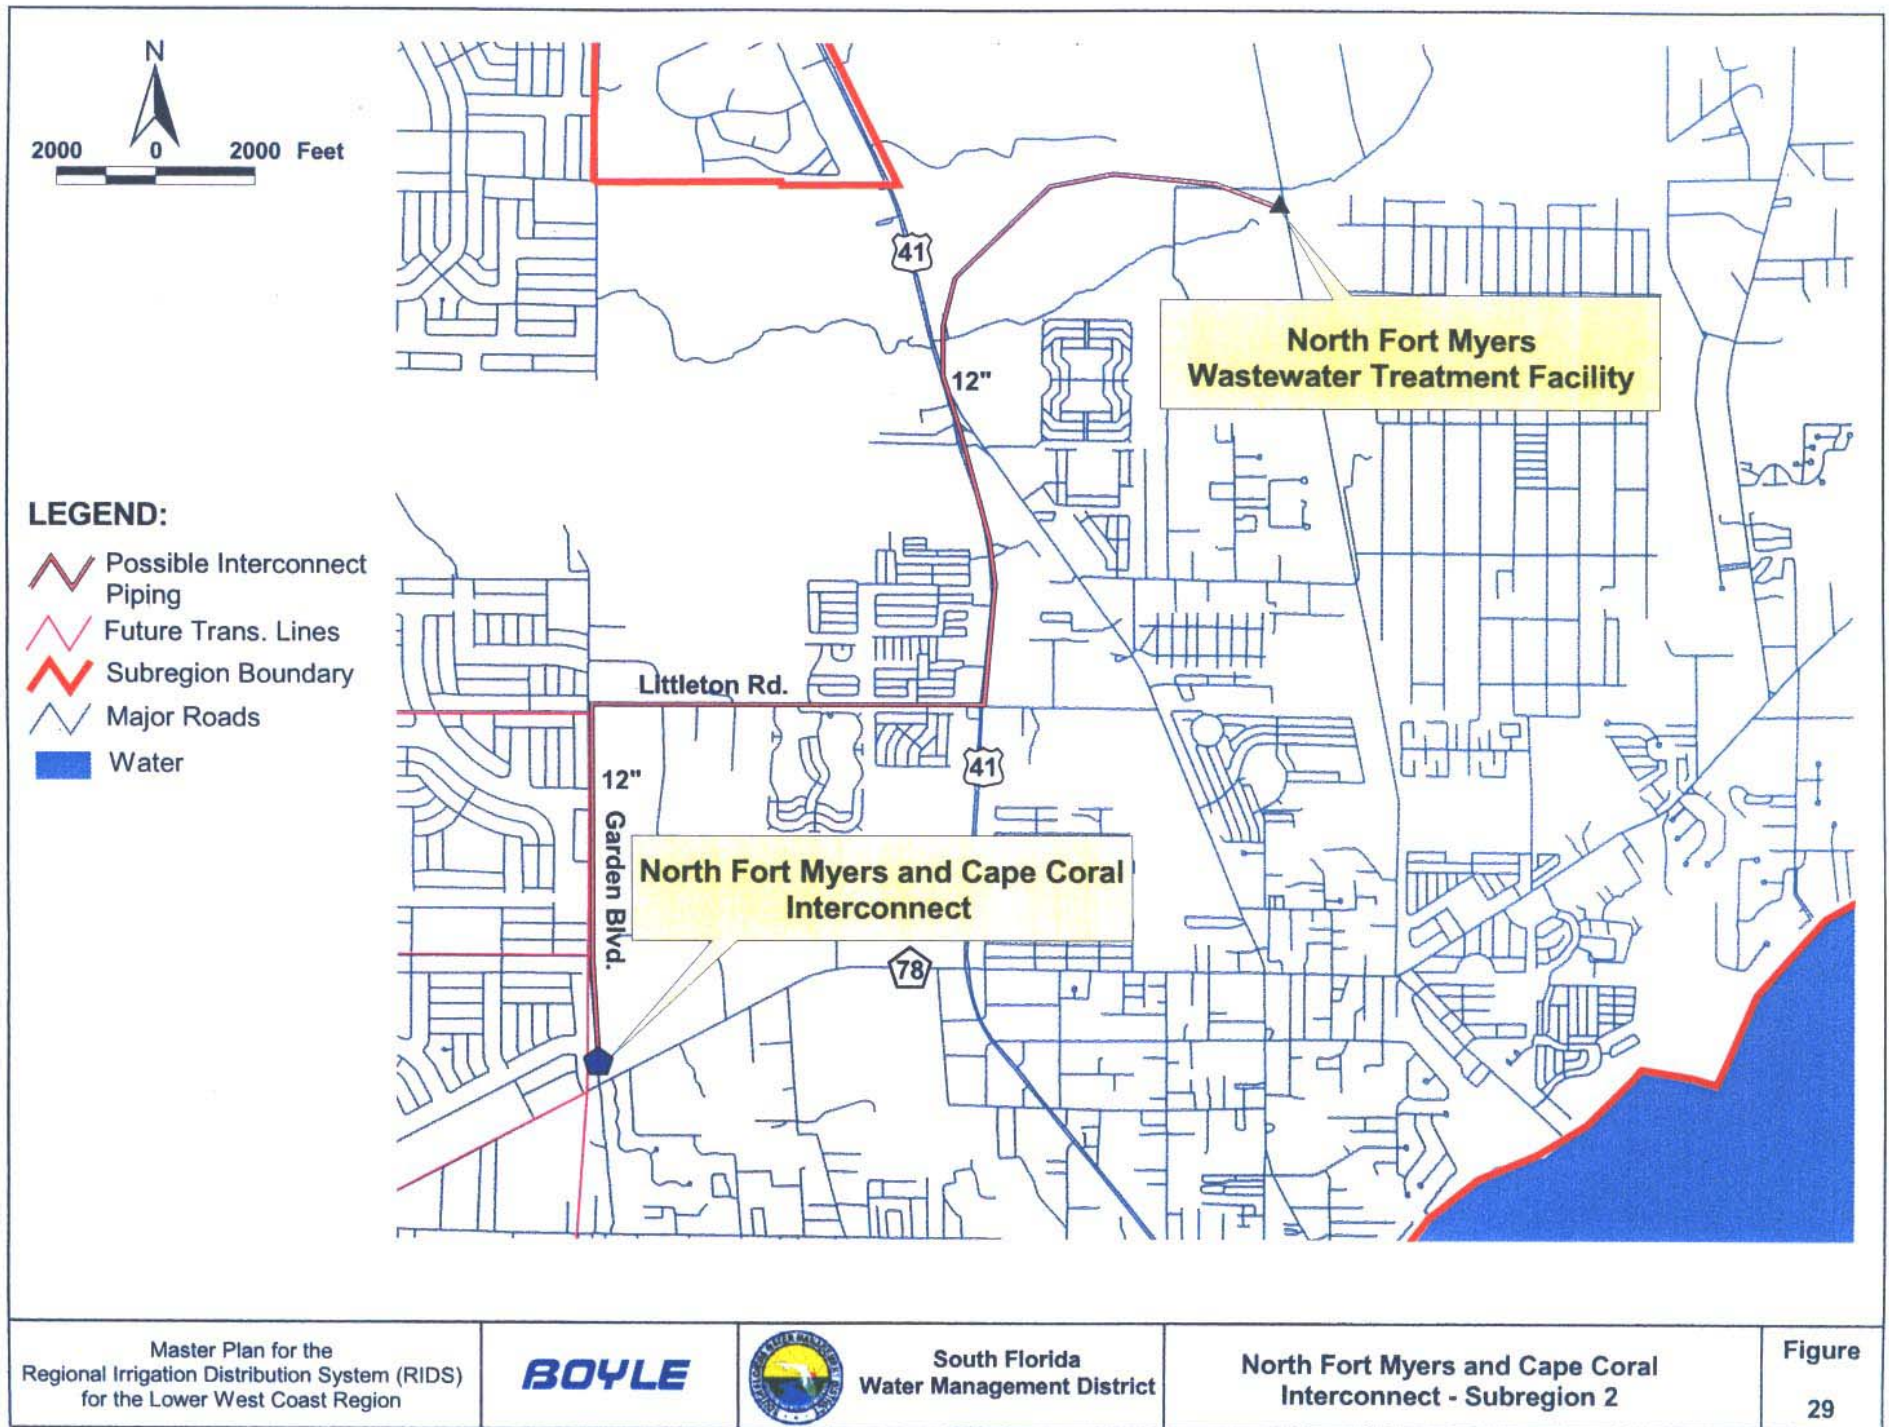 N
2000 0 2000 Feet
41
12"
North Fort Myers
Wastewater Treatment Facility
LEGEND:
Possible Interconnect
Piping
Future Trans. Lines
Subregion Boundary
Major Roads
Water
Littleton Rd.
41
12"
Garden Blvd.
North Fort Myers and Cape Coral
Interconnect
78
Master Plan for the
Regional Irrigation Distribution System (RIDS)
for the Lower West Coast Region
BOYLE
South Florida
Water Management District
North Fort Myers and Cape Coral
Interconnect - Subregion 2
Figure
29